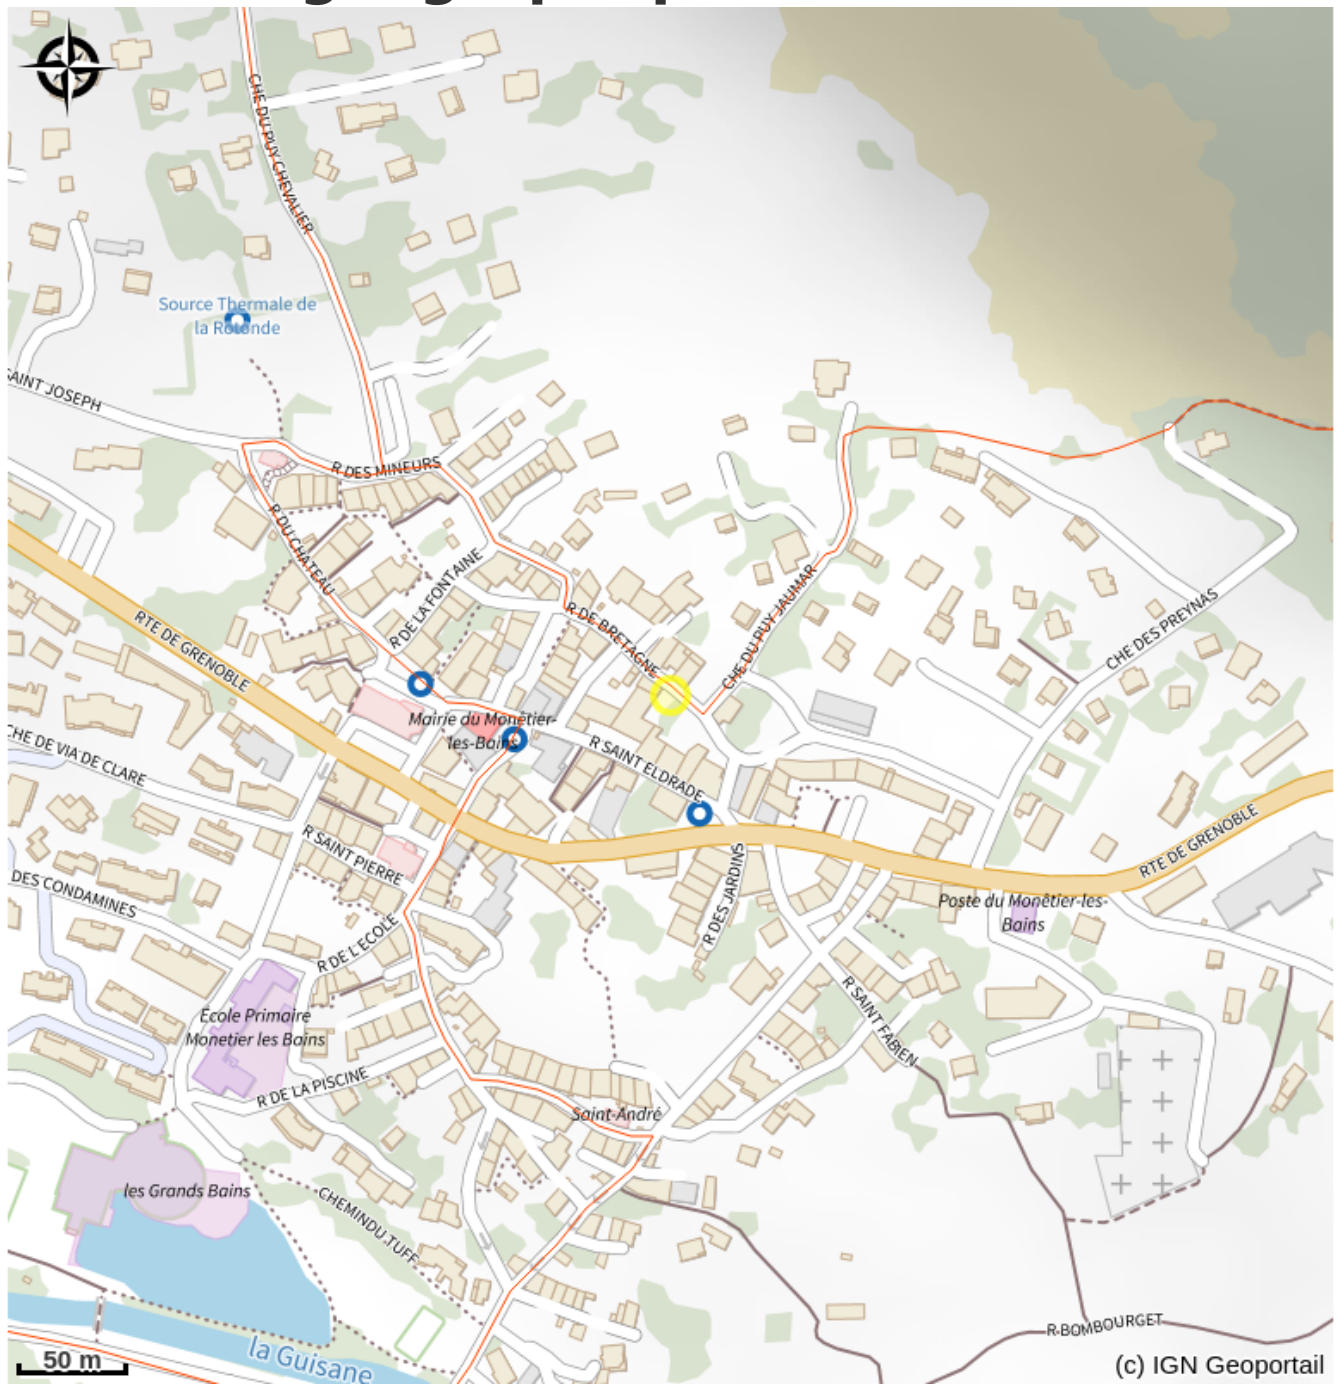 CHE DU PUY CHEVALIER
Source Thermale de
la Rotonde
SAINT JOSEPH
R DES MINEURS
R DU CHATEAU
R DE LA FONTAINE
R DE BRETAGNE
CHE DU PUY JAUMAR
CHE DES PREYNAS
RTE DE GRENOBLE
Mairie du Monêtier-
les-Bains
R SAINT ELDRADE
CHE DE VIA DE CLARE
RTE DE GRENOBLE
R SAINT PIERRE
R DES JARDINS
DES CONDAMINES
Poste du Monêtier-les-
Bains
R DE L'ECOLE
R SAINT FABIEN
Ecole Primaire
Monetier les Bains
R DE LA PISCINE
Saint-André
les Grands Bains
CHEMIN DU TUFF
R BOMBOURGET
la Guisane
50 m
(c) IGN Geoportail